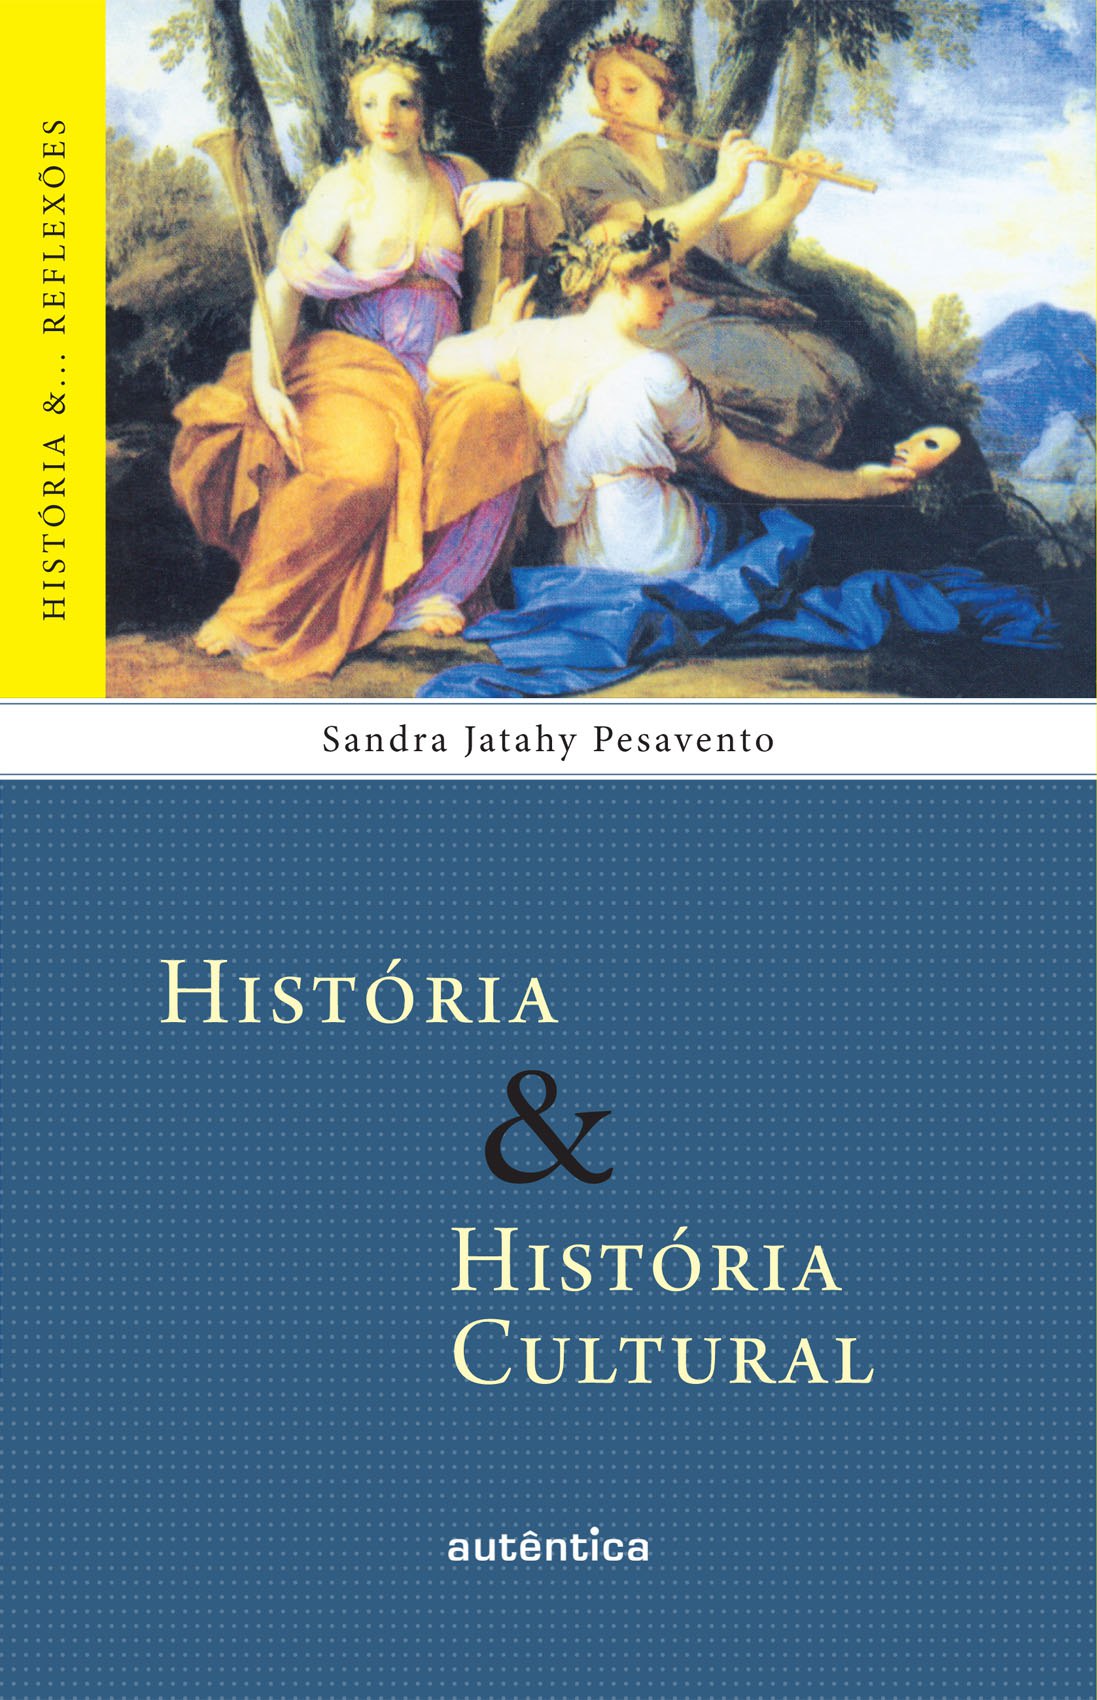 HISTÓRIA &... REFLEXÕES
Sandra Jatahy Pesavento
HISTÓRIA
&
HISTÓRIA
CULTURAL
autêntica